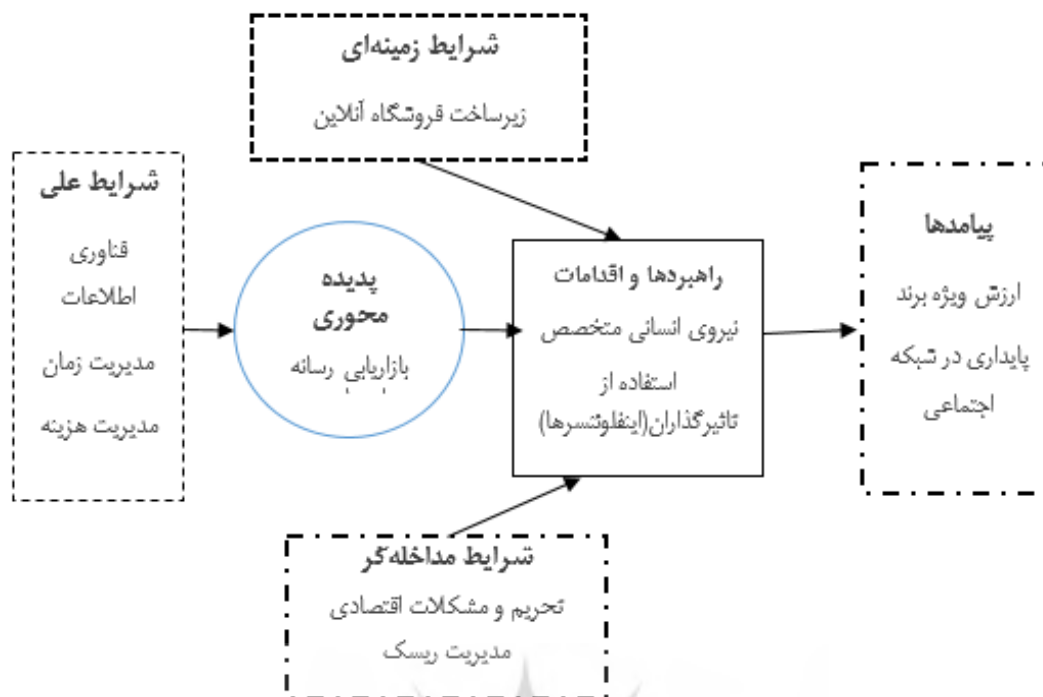 شرایط زمینه‌ای
زیرساخت فروشگاه آنلاین
شرایط علی
فناوری
اطلاعات
مدیریت زمان
مدیریت هزینه
پدیده
محوری
بازاریابی رسانه
راهبردها و اقدامات
نیروی انسانی متخصص
استفاده از
تاثیرگذاران(اینفلوئنسرها)
پیامدها
ارزش ویژه برند
پایداری در شبکه
اجتماعی
شرایط مداخله‌گر
تحریم و مشکلات اقتصادی
مدیریت ریسک